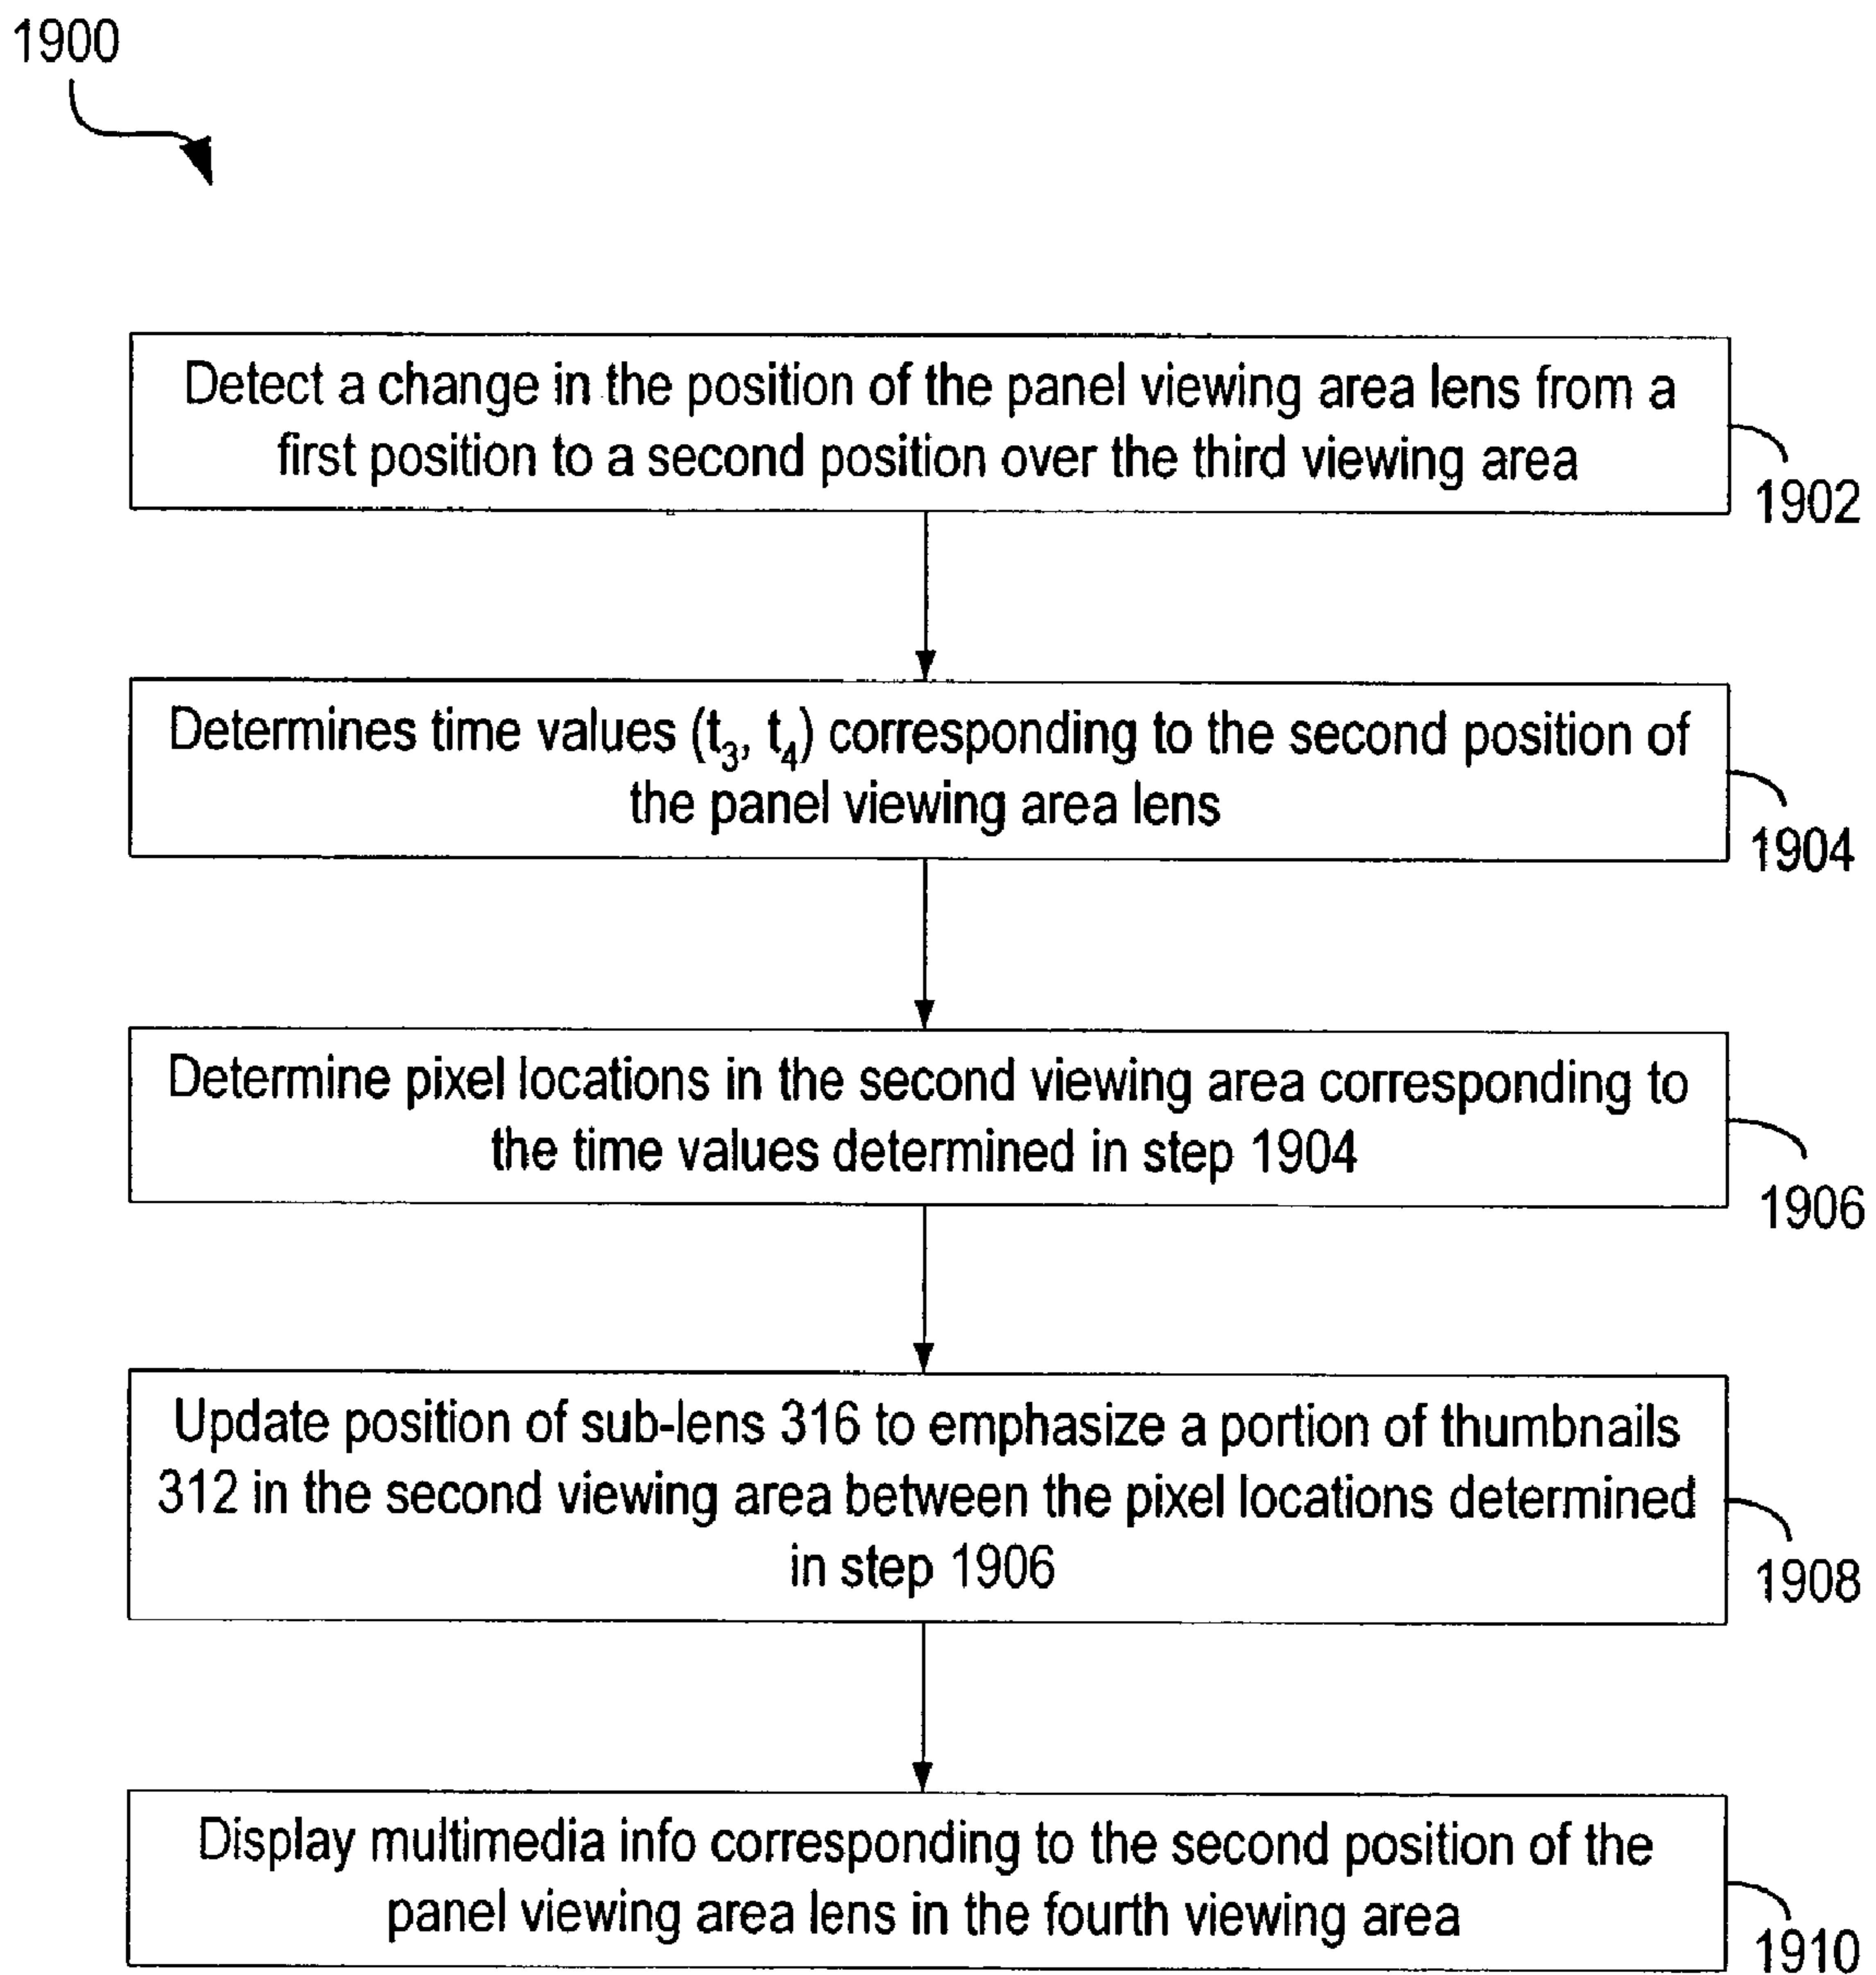 1900
Detect a change in the position of the panel viewing area lens from a
first position to a second position over the third viewing area
1902
Determines time values (t3, t4) corresponding to the second position of
the panel viewing area lens
1904
Determine pixel locations in the second viewing area corresponding to
the time values determined in step 1904
1906
Update position of sub-lens 316 to emphasize a portion of thumbnails
312 in the second viewing area between the pixel locations determined
in step 1906
1908
Display multimedia info corresponding to the second position of the
panel viewing area lens in the fourth viewing area
1910